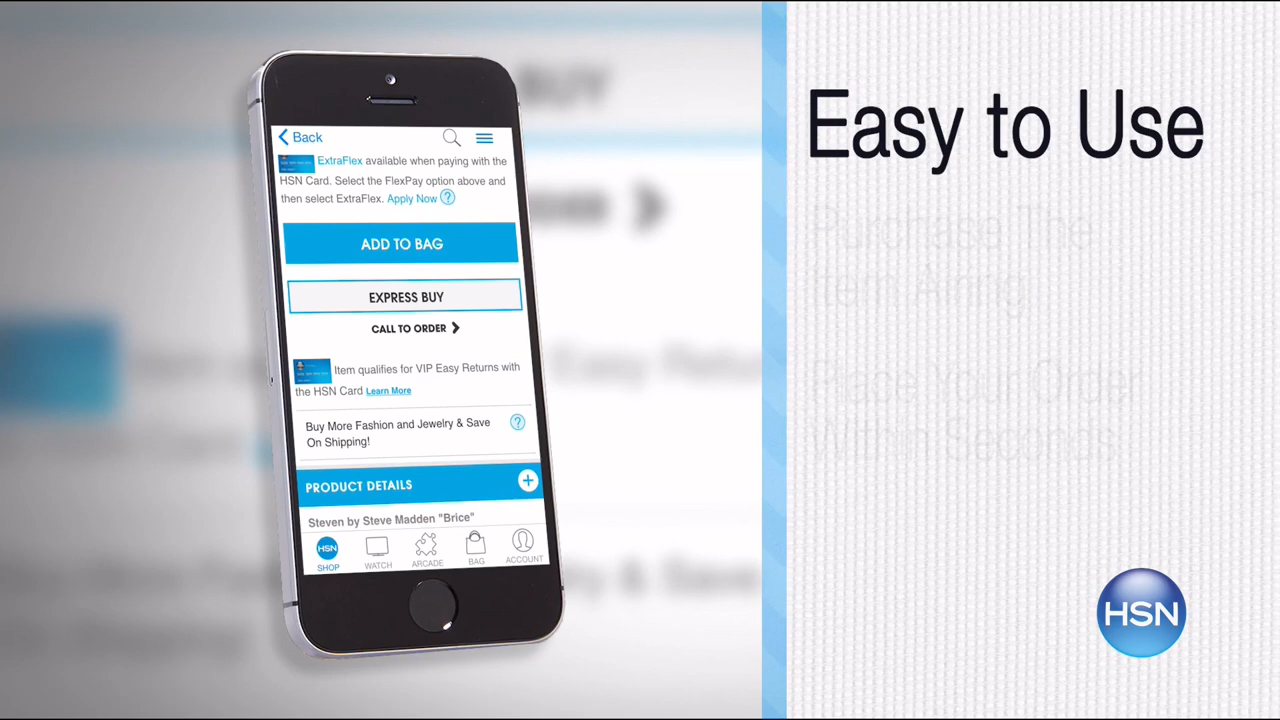 Back
ExtraFlex available when paying with the
HSN Card. Select the FlexPay option above and
then select ExtraFlex. Apply Now ?
ADD TO BAG
EXPRESS BUY
CALL TO ORDER
Item qualifies for VIP Easy Returns with
the HSN Card Learn More
Buy More Fashion and Jewelry & Save
On Shipping!
?
PRODUCT DETAILS
Steven by Steve Madden "Brice"
HSN
SHOP
WATCH
ARCADE
BAG
ACCOUNT
Easy to Use
HSN